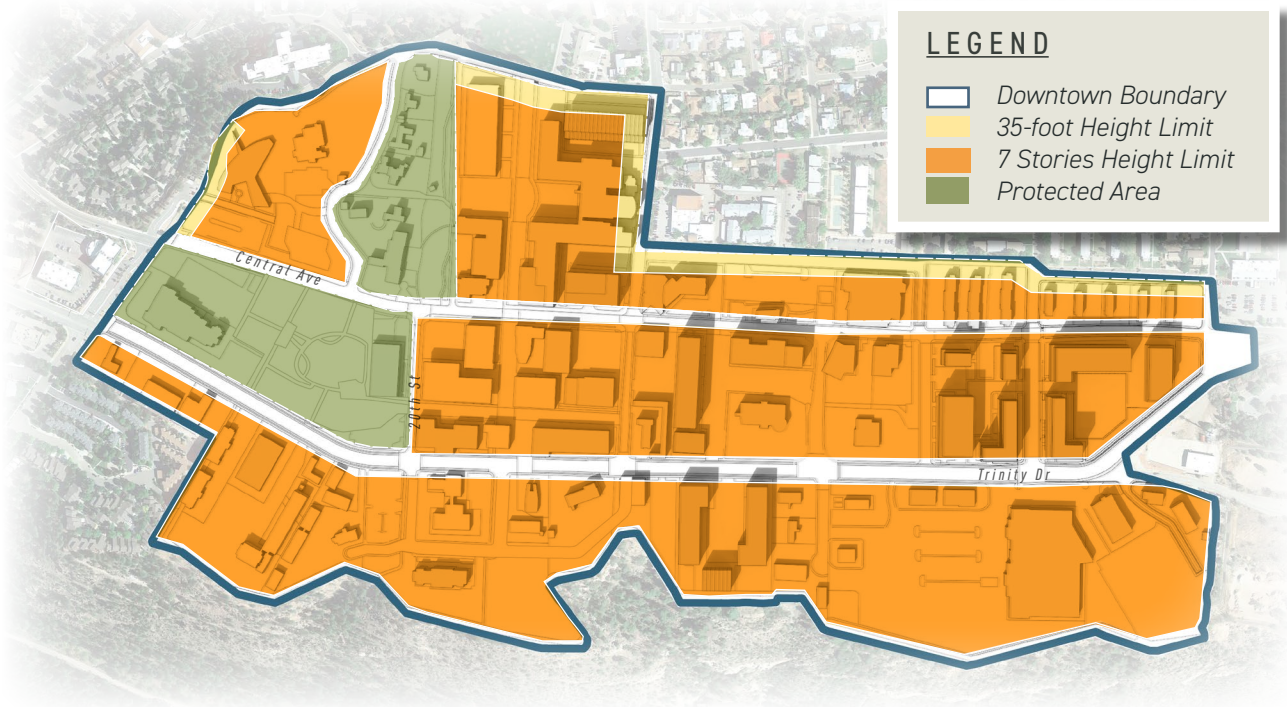 LEGEND
Downtown Boundary
35-foot Height Limit
7 Stories Height Limit
Protected Area
Central Ave
20th St
Trinity Dr